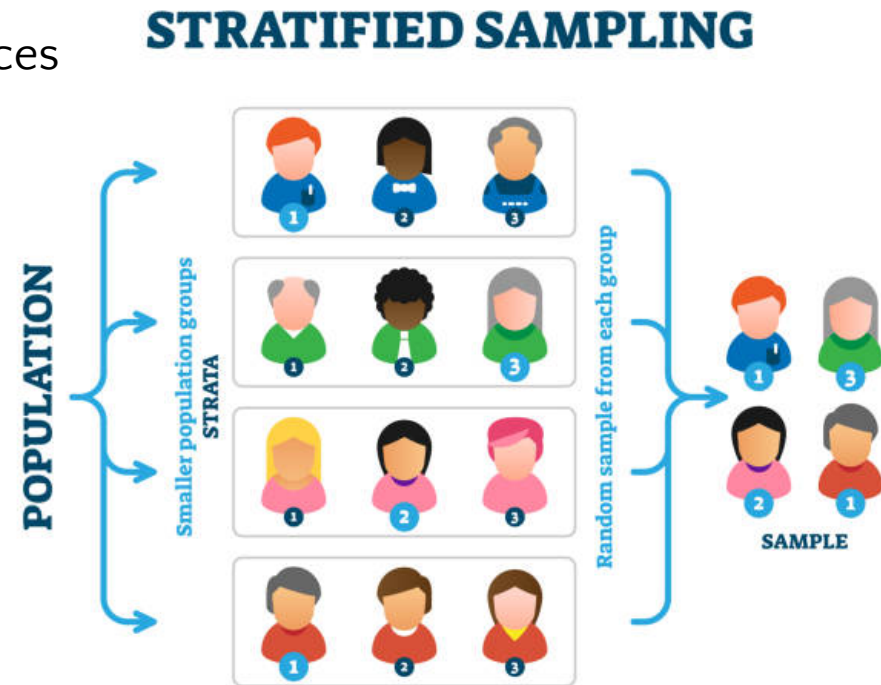 STRATIFIED SAMPLING
ces
POPULATION
Smaller population groups
STRATA
1 2 3
1 2 3
1 2 3
1 2 3
Random sample from each group
1 3
2 1
SAMPLE